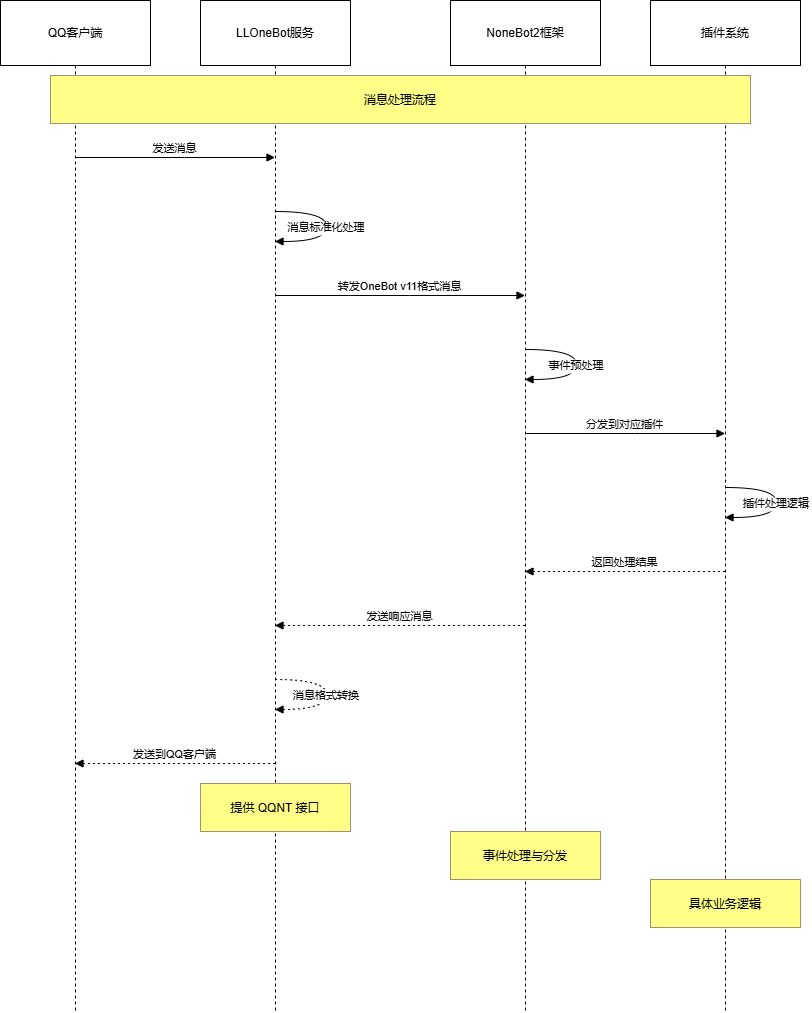 QQ客户端
LLOneBot服务
NoneBot2框架
插件系统
消息处理流程
发送消息
消息标准化处理
转发OneBot v11格式消息
事件预处理
分发到对应插件
插件处理逻辑
返回处理结果
发送响应消息
消息格式转换
发送到QQ客户端
提供 QQNT 接口
事件处理与分发
具体业务逻辑